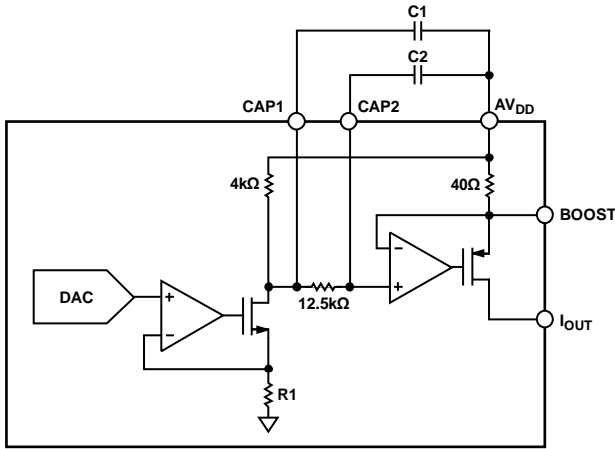 C1
C2
CAP1
CAP2
AVDD
4kΩ
40Ω
BOOST
DAC
+
−
12.5kΩ
−
+
IOUT
R1